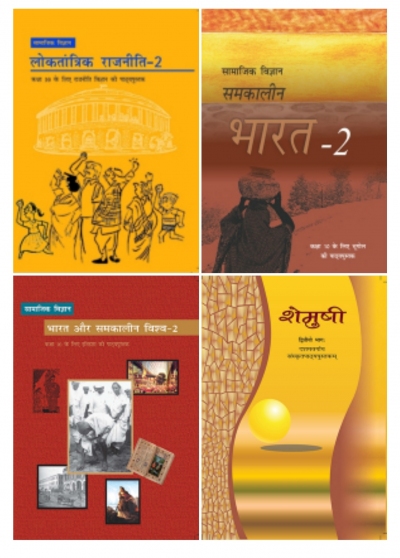 सामाजिक विज्ञान
लोकतांत्रिक राजनीति-2
कक्षा 10 के लिए राजनीति विज्ञान की पाठ्यपुस्तक
सामाजिक विज्ञान
समकालीन
भारत -2
कक्षा 10 के लिए भूगोल
की पाठ्यपुस्तक
सामाजिक विज्ञान
भारत और समकालीन विश्व-2
कक्षा 10 के लिए इतिहास की पाठ्यपुस्तक
शेमुषी
द्वितीयो भागः